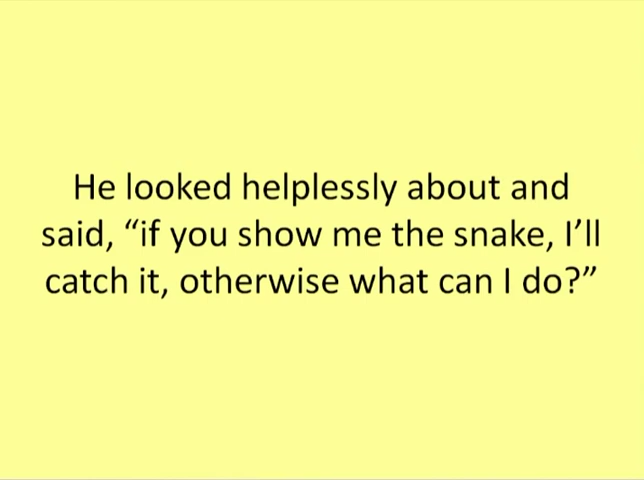 He looked helplessly about and
said, “if you show me the snake, I’ll
catch it, otherwise what can I do?”